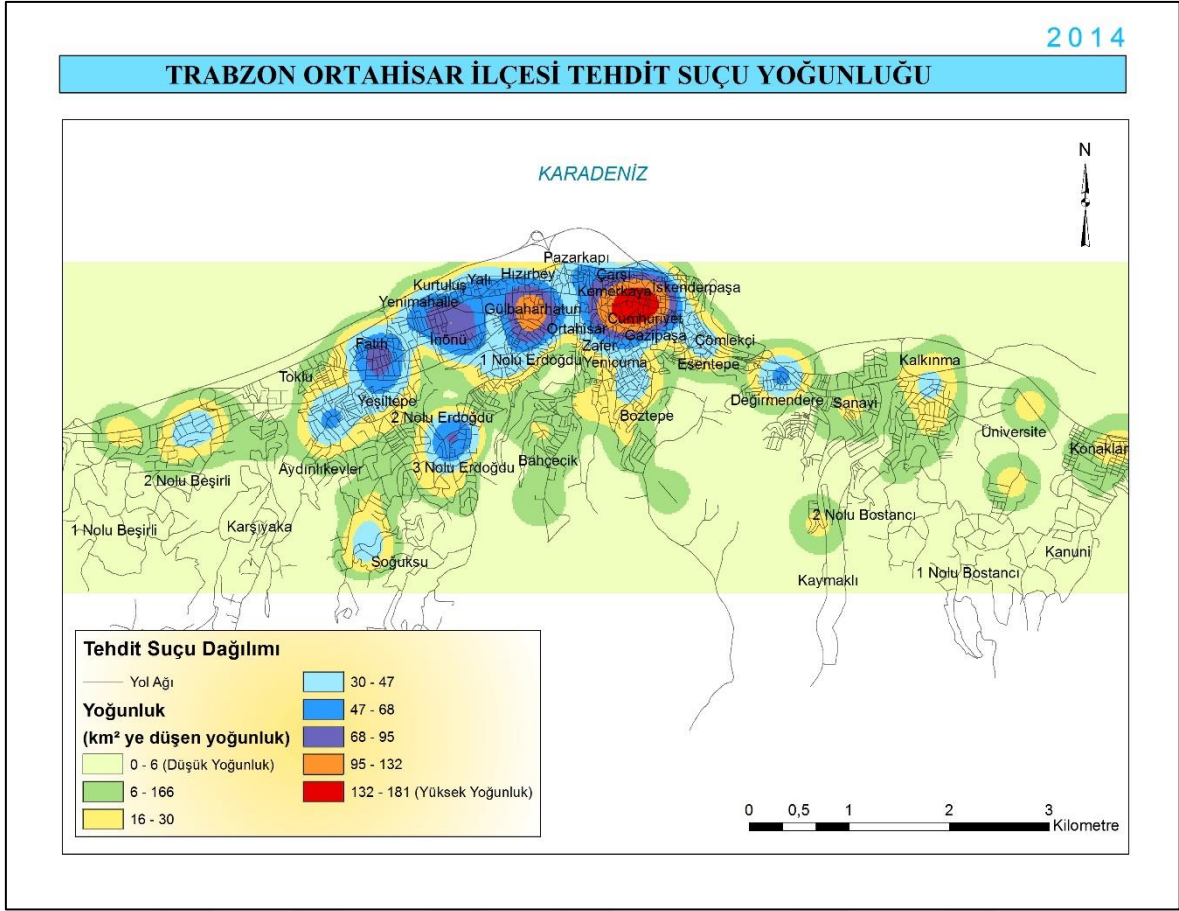 2014
TRABZON ORTAHİSAR İLÇESİ TEHDİT SUÇU YOĞUNLUĞU
KARADENİZ
N
Pazarkapı
Hızırbey
Çarşı
Yalı
Kurtuluş
Kemerkaya
İskenderpaşa
Yenimahalle
Gülbaharhatun
Cumhuriyet
Ortahisar
Gazipaşa
Fatih
İnönü
Zafer
Çömlekçi
1 Nolu Erdoğdu
Yenicuma
Esentepe
Kalkınma
Toklu
Yeşiltepe
Değirmendere
Sanayi
2 Nolu Erdoğdu
Boztepe
Üniversite
Konaklar
Aydınlıkevler
3 Nolu Erdoğdu
Bahçecik
2 Nolu Beşirli
2 Nolu Bostancı
1 Nolu Beşirli
Karşıyaka
Kanuni
Soğuksu
Kaymaklı
1 Nolu Bostancı
Tehdit Suçu Dağılımı
Yol Ağı
Yoğunluk
(km² ye düşen yoğunluk)
0 - 6 (Düşük Yoğunluk)
6 - 166
16 - 30
30 - 47
47 - 68
68 - 95
95 - 132
132 - 181 (Yüksek Yoğunluk)
0 0,5 1 2 3
Kilometre